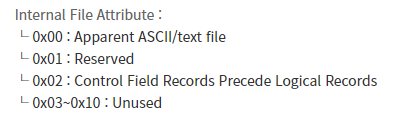 Internal File Attribute :
└ 0x00 : Apparent ASCII/text file
└ 0x01 : Reserved
└ 0x02 : Control Field Records Precede Logical Records
└ 0x03~0x10 : Unused